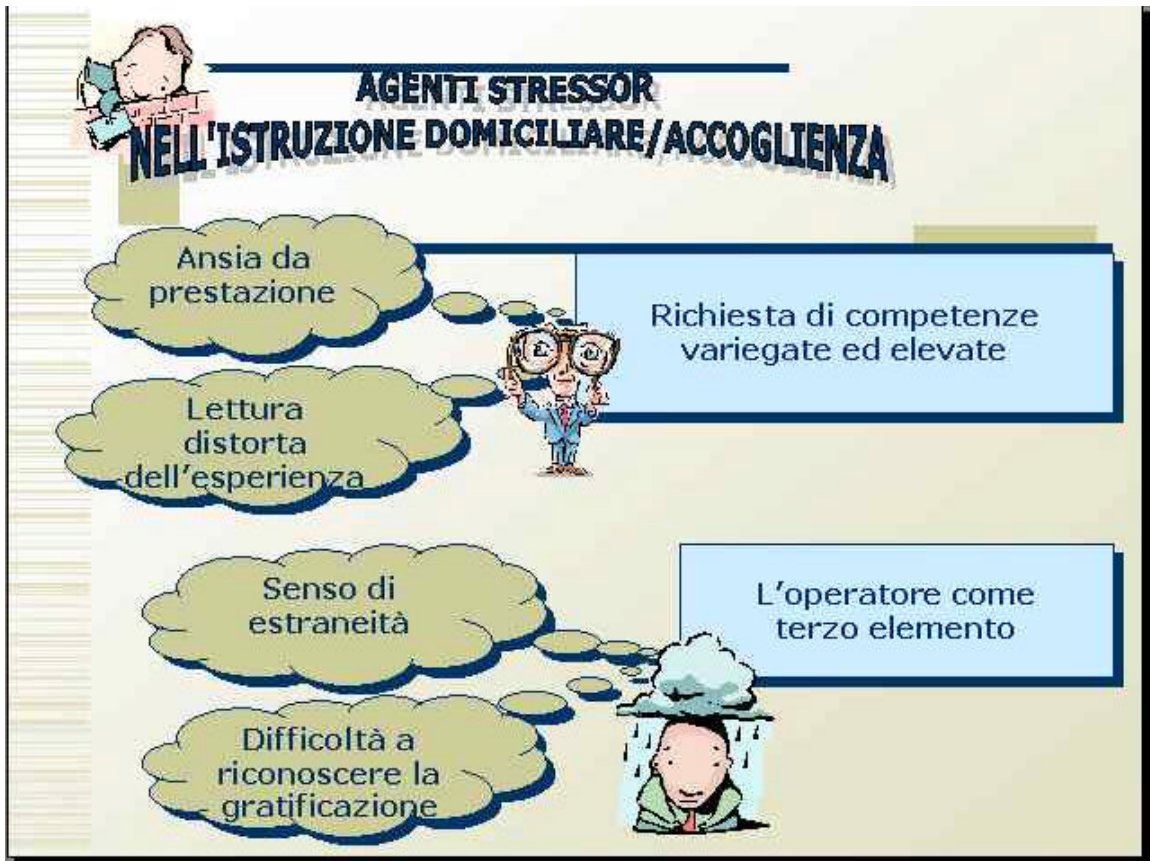 AGENTI STRESSOR
NELL'ISTRUZIONE DOMICILIARE/ACCOGLIENZA
Ansia da
prestazione
Richiesta di competenze
variegate ed elevate
Lettura
distorta
dell'esperienza
Senso di
estraneità
L'operatore come
terzo elemento
Difficoltà a
riconoscere la
gratificazione